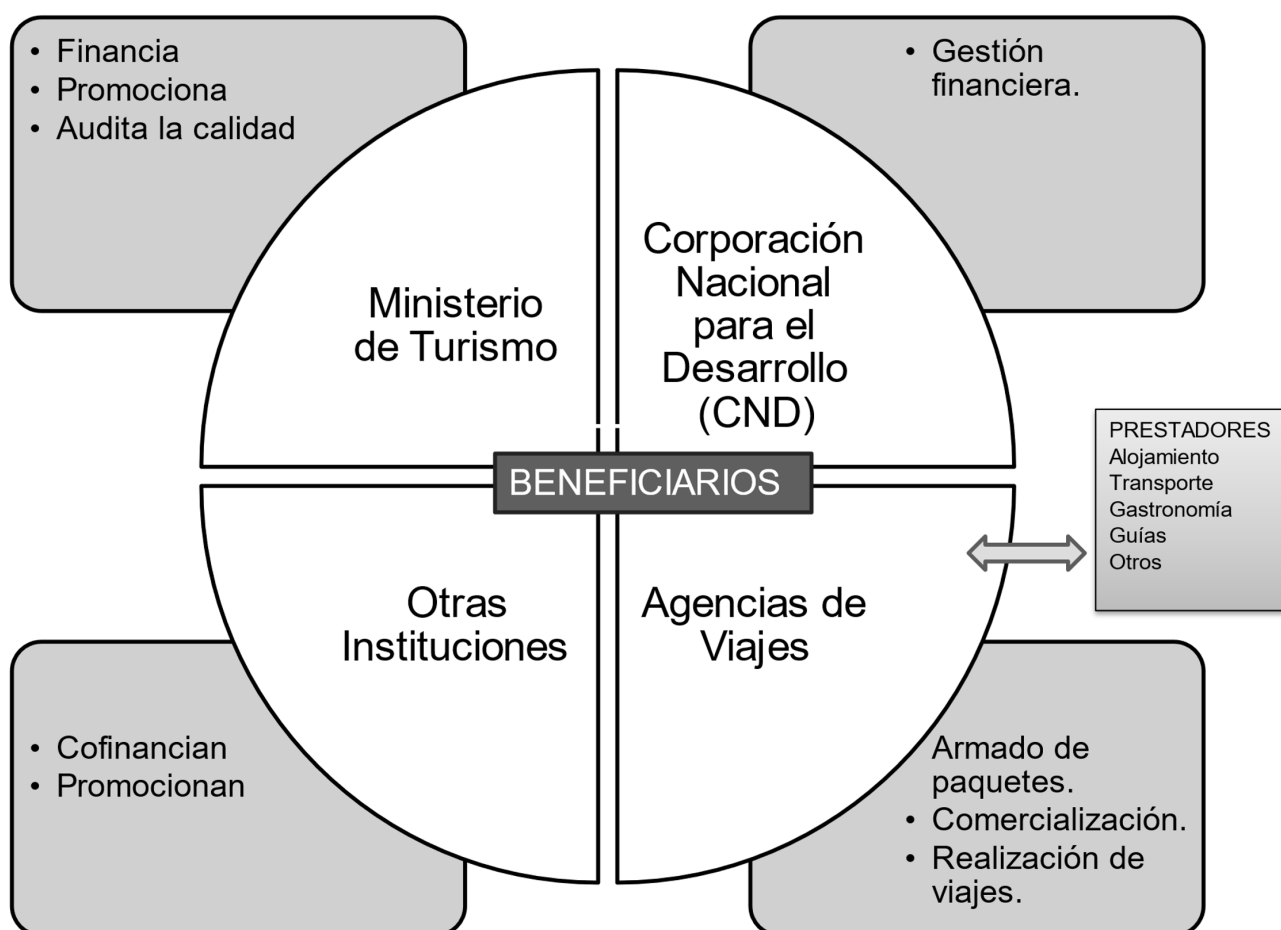 • Financia
• Promociona
• Audita la calidad
• Gestión
financiera.
Ministerio
de Turismo
Corporación
Nacional
para el
Desarrollo
(CND)
BENEFICIARIOS
PRESTADORES
Alojamiento
Transporte
Gastronomía
Guías
Otros
Otras
Instituciones
Agencias de
Viajes
• Cofinancian
• Promocionan
Armado de
paquetes.
• Comercialización.
• Realización de
viajes.